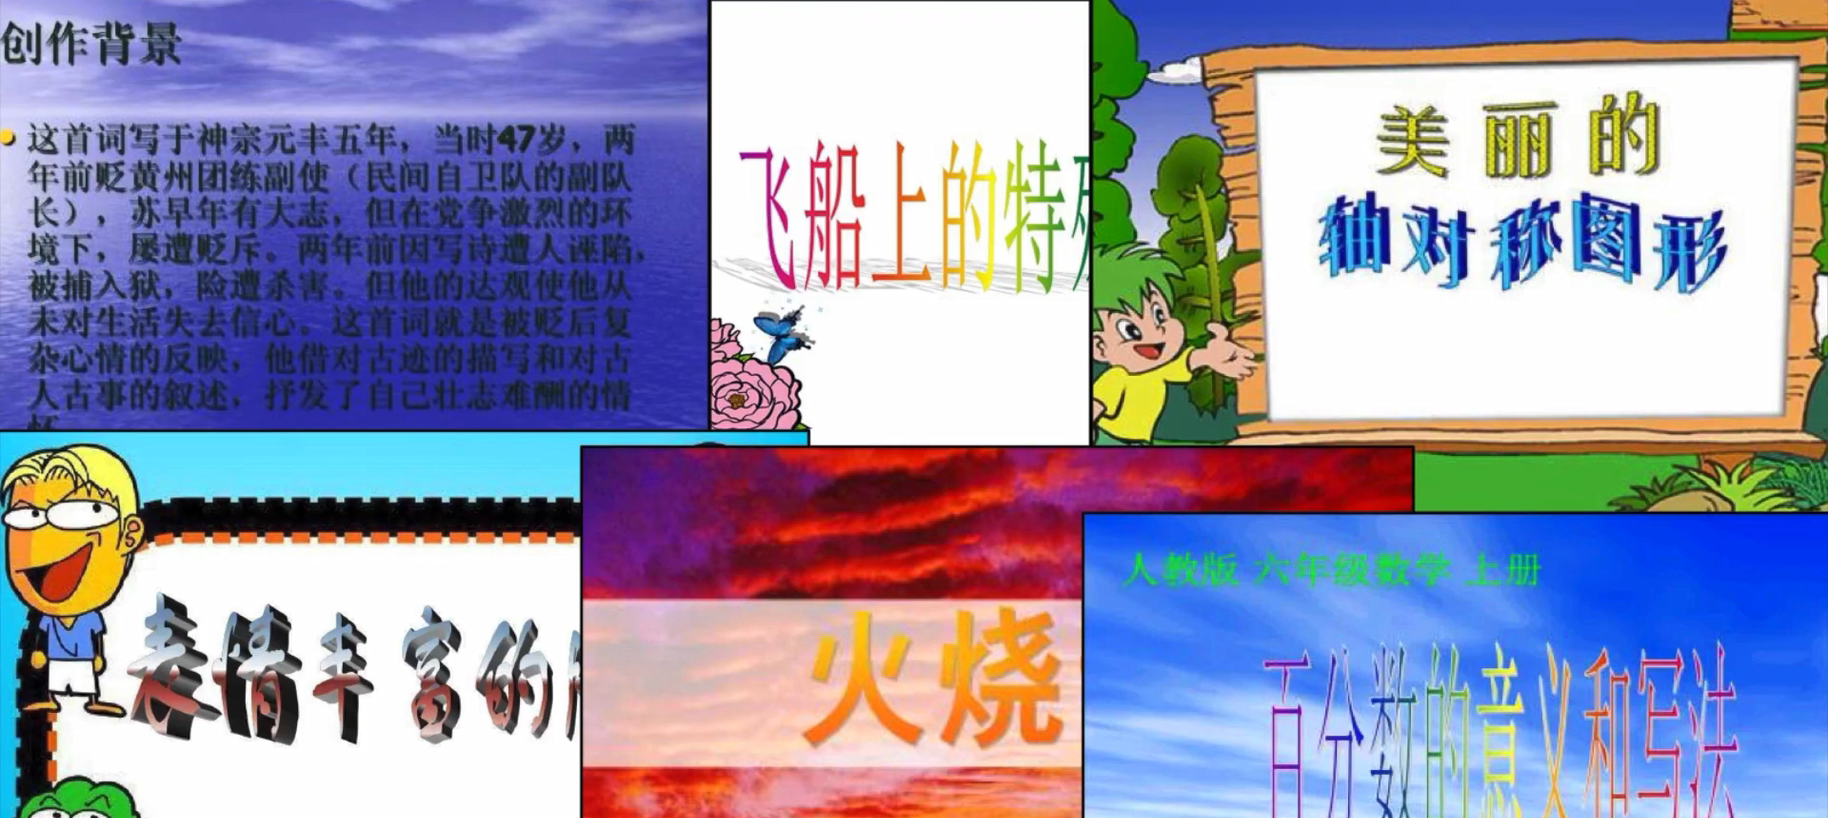 创作背景
这首词写于神宗元丰五年，当时47岁，两
年前贬黄州团练副使（民间自卫队的副队
长），苏早年有大志，但在党争激烈的环
境下，屡遭贬斥。两年前因写诗遭人诬陷，
被捕入狱，险遭杀害。但他的达观使他从
未对生活失去信心。这首词就是被贬后复
杂心情的反映，他借对古迹的描写和对古
人古事的叙述，抒发了自己壮志难酬的情
飞船上的特
美丽的
轴对称图形
表情丰富的
火烧
人教版 六年级数学 上册
百分数的意义和写法